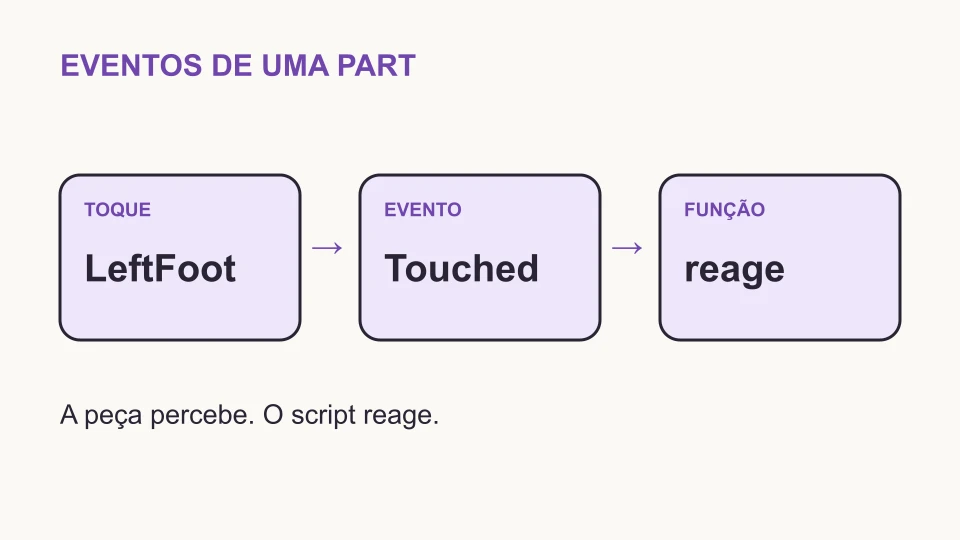 EVENTOS DE UMA PART
TOQUE
LeftFoot
→
EVENTO
Touched
→
FUNÇÃO
reage
A peça percebe. O script reage.